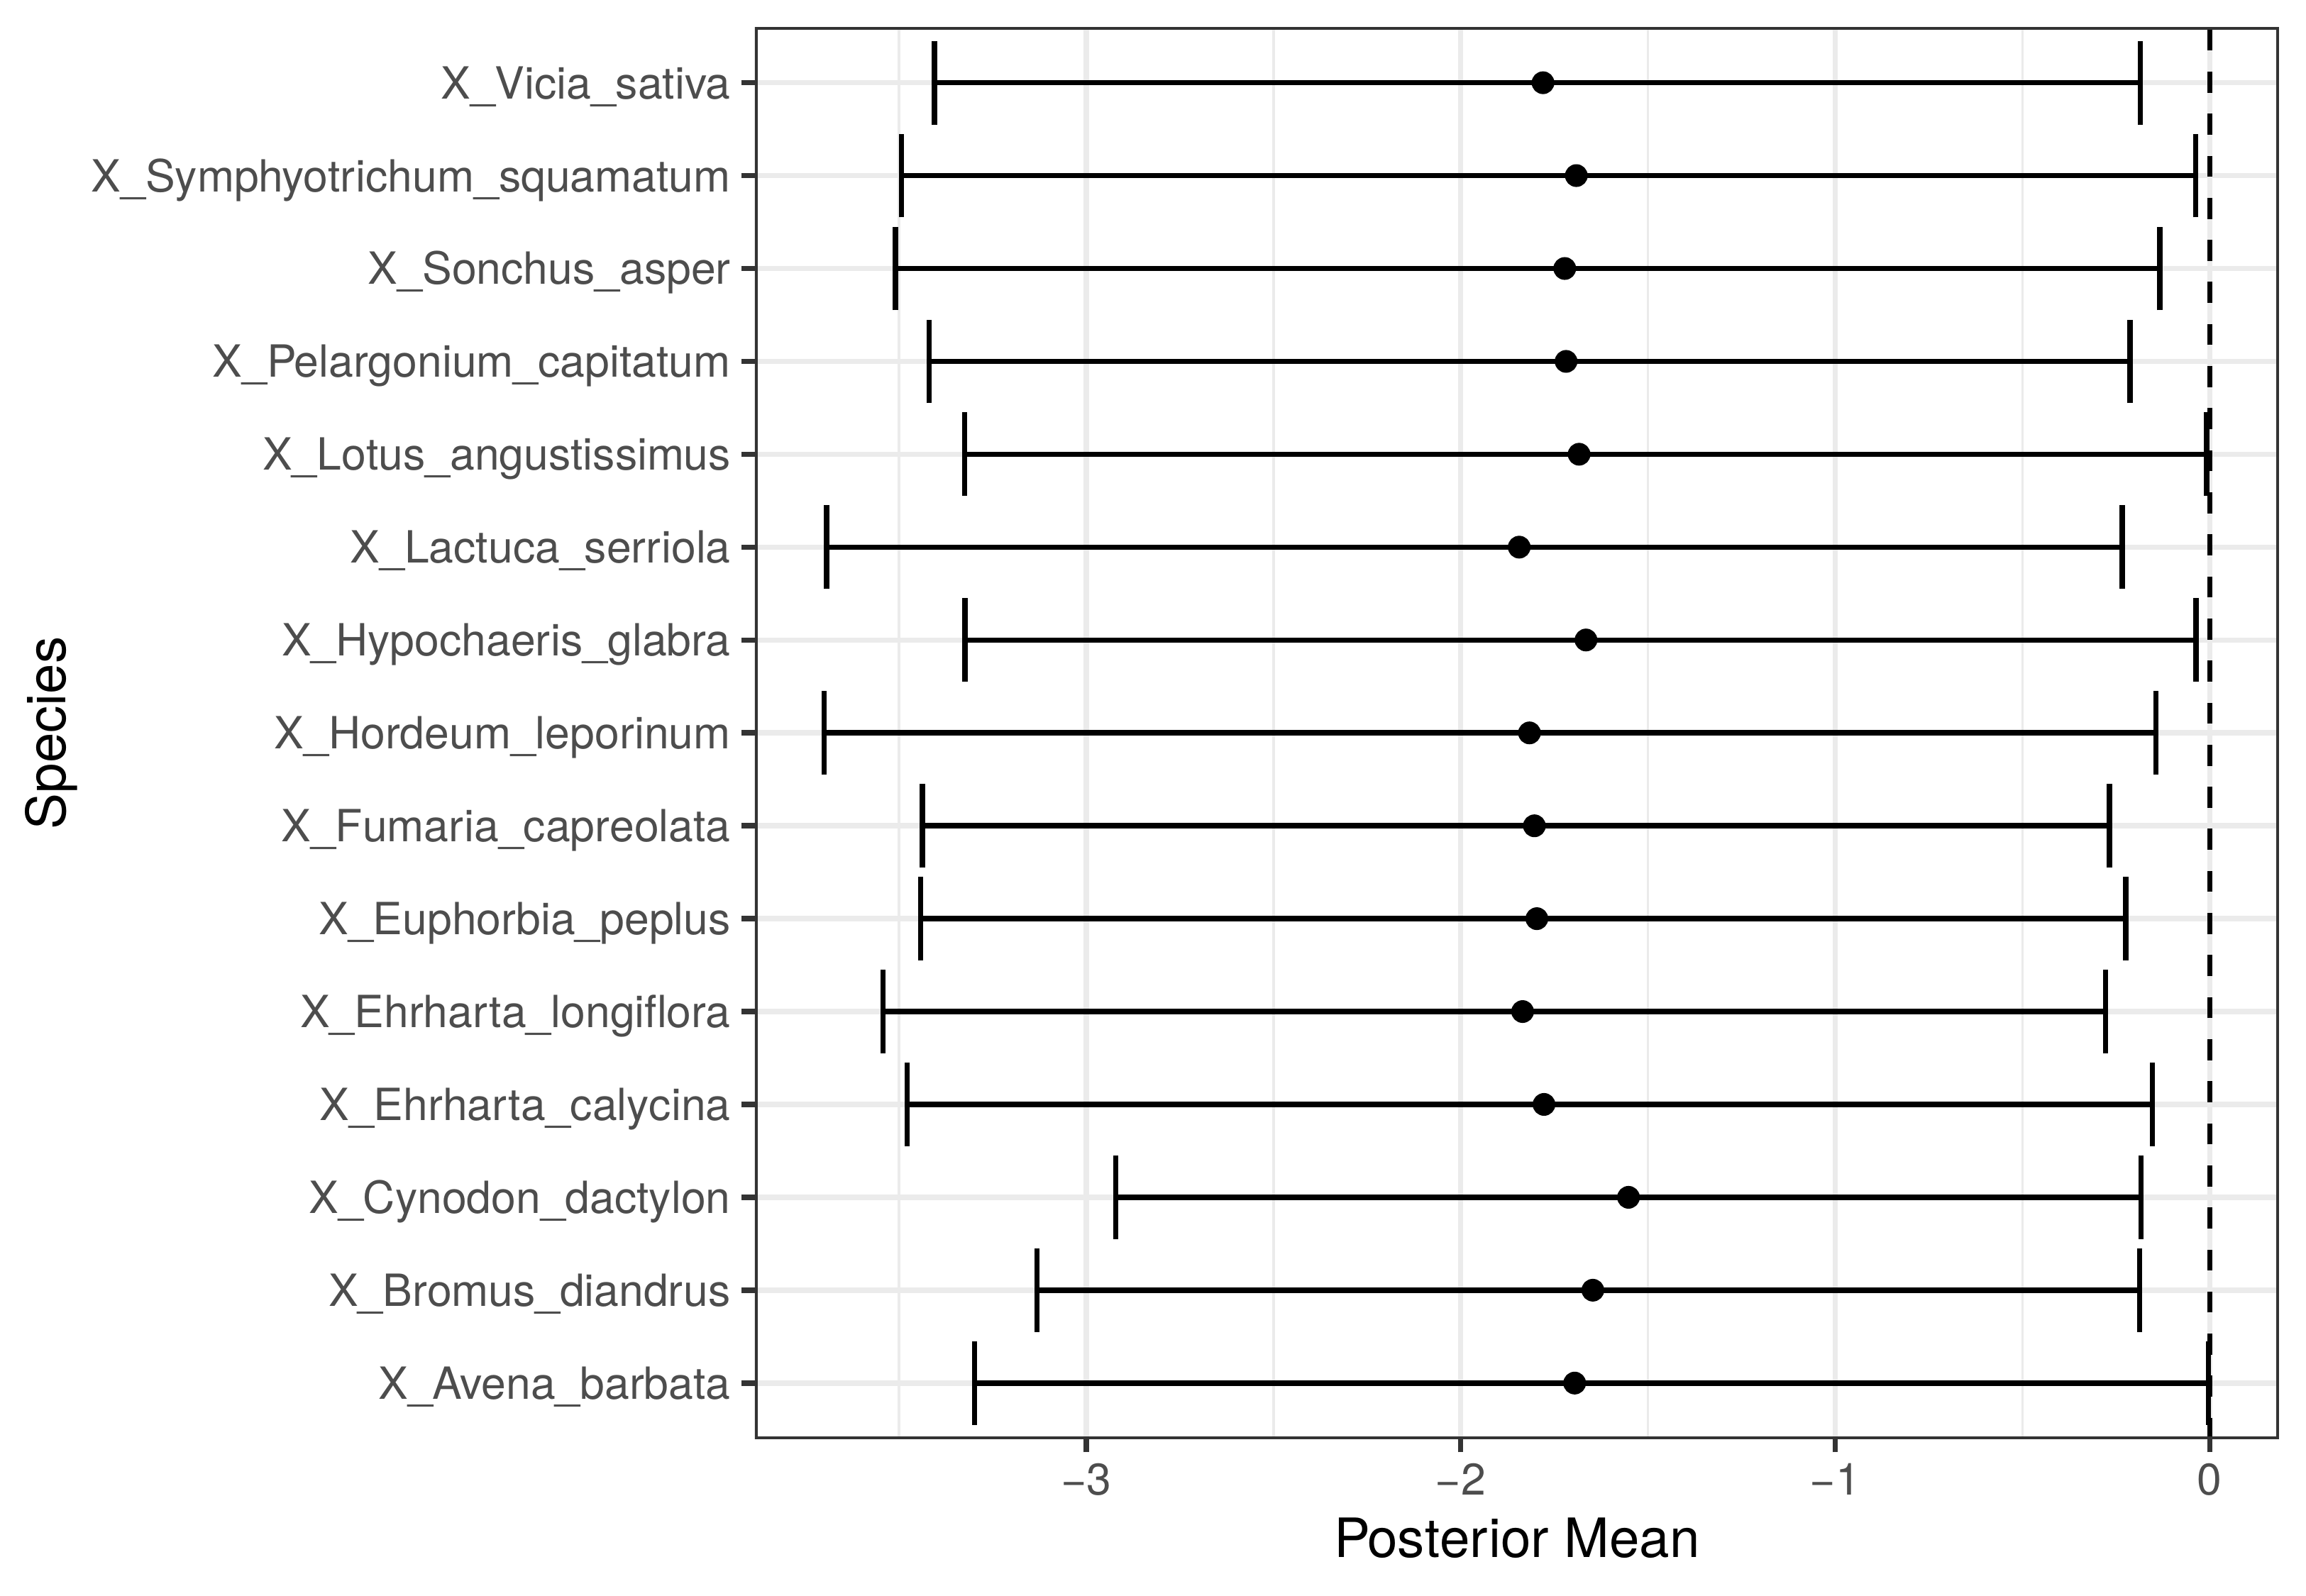 X_Vicia_sativa
X_Symphyotrichum_squamatum
X_Sonchus_asper
X_Pelargonium_capitatum
X_Lotus_angustissimus
X_Lactuca_serriola
X_Hypochaeris_glabra
X_Hordeum_leporinum
X_Fumaria_capreolata
X_Euphorbia_peplus
X_Ehrharta_longiflora
X_Ehrharta_calycina
X_Cynodon_dactylon
X_Bromus_diandrus
X_Avena_barbata
Species
−3 −2 −1 0
Posterior Mean